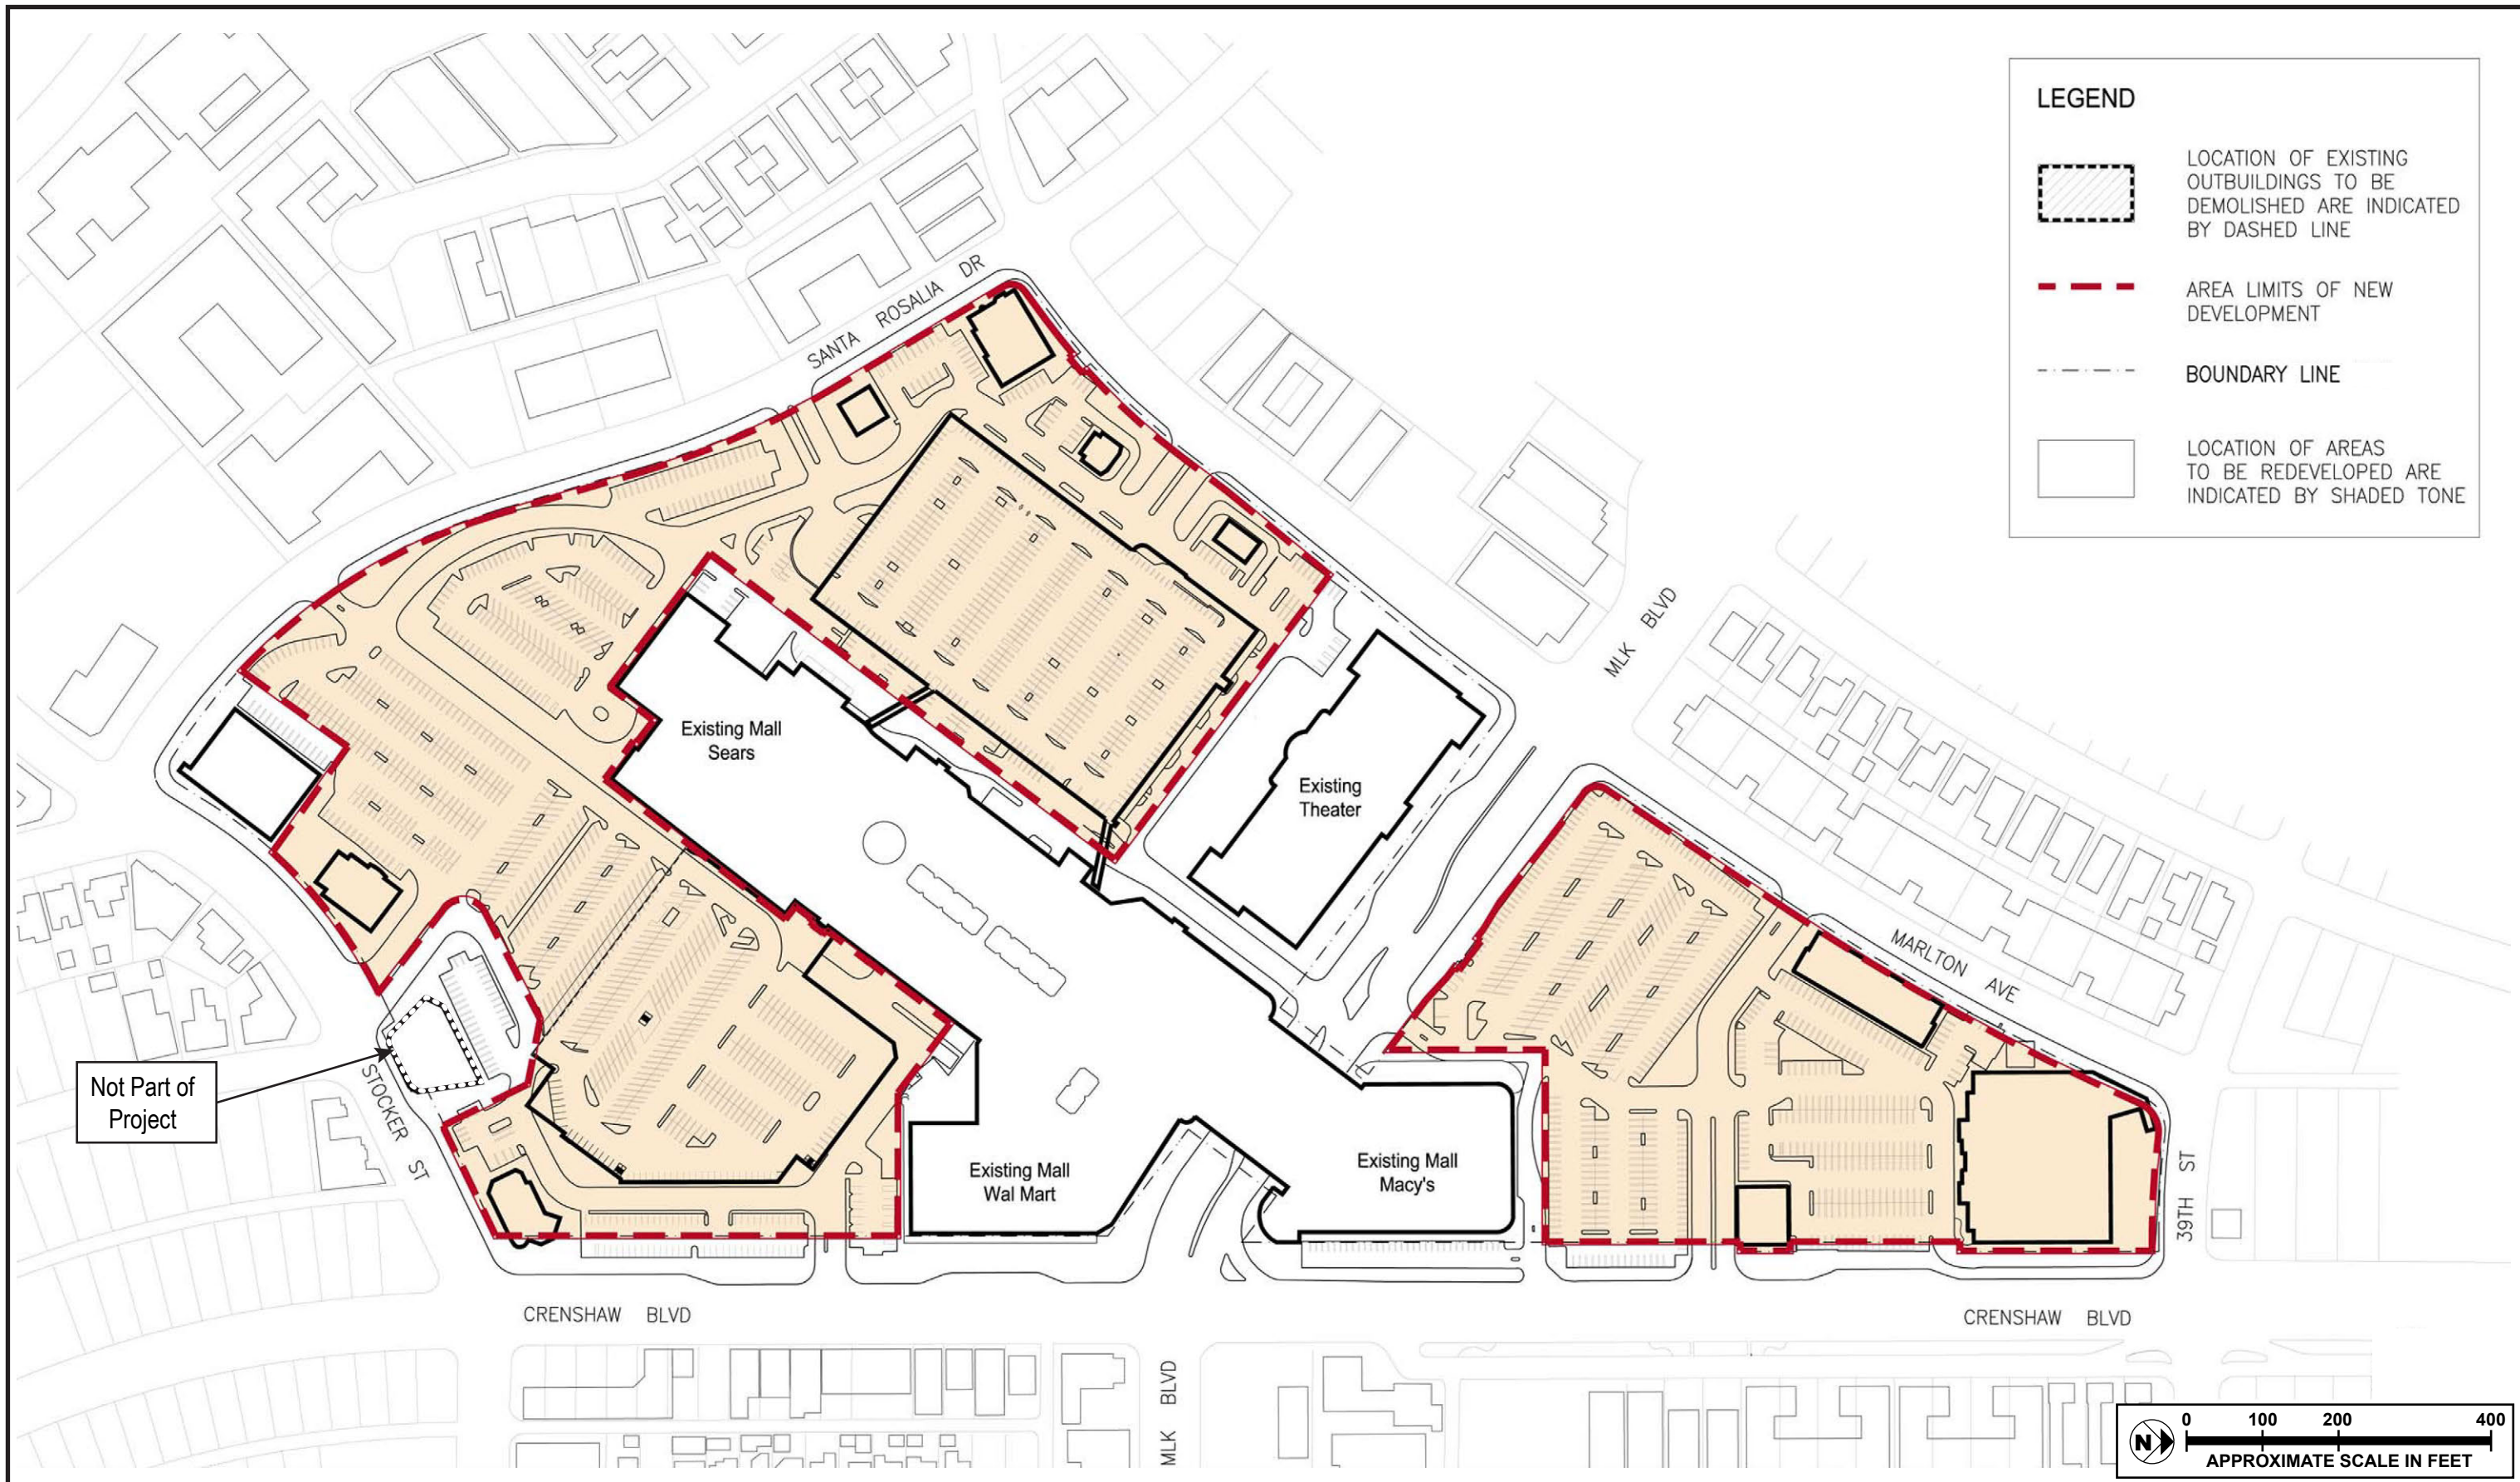 LEGEND
LOCATION OF EXISTING
OUTBUILDINGS TO BE
DEMOLISHED ARE INDICATED
BY DASHED LINE
AREA LIMITS OF NEW
DEVELOPMENT
BOUNDARY LINE
LOCATION OF AREAS
TO BE REDEVELOPED ARE
INDICATED BY SHADED TONE
SANTA ROSALIA DR
MLK BLVD
Existing Mall
Sears
Existing
Theater
MARLTON AVE
Not Part of
Project
STOCKER ST
Existing Mall
Wal Mart
Existing Mall
Macy's
39TH ST
CRENSHAW BLVD
CRENSHAW BLVD
MLK BLVD
N
0 100 200 400
APPROXIMATE SCALE IN FEET